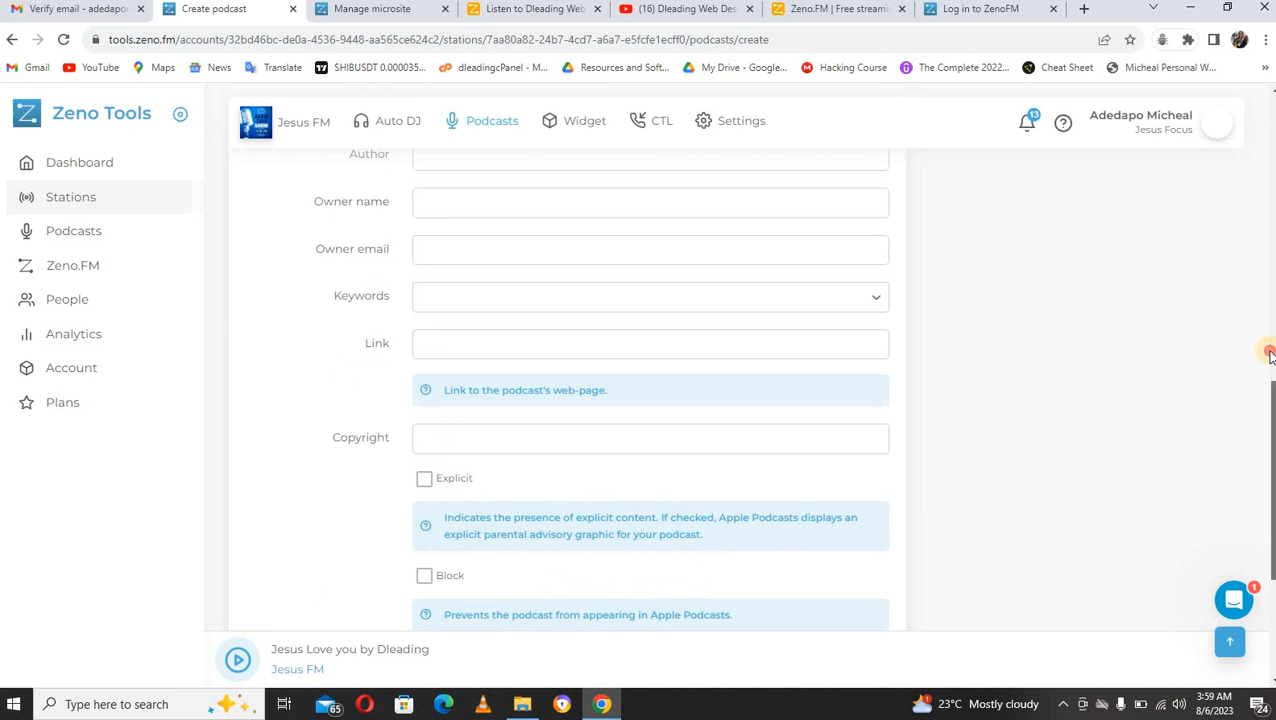 Verify email - adedapo
Create podcast
Manage microsite
Listen to Dleading Web
(16) Dleading Web Des
Zeno.FM | Free streami
Log in to ZenoFM
tools.zeno.fm/accounts/32bd46bc-de0a-4536-9448-aa565ce624c2/stations/7aa80a82-24b7-4cd7-a6a7-e5fcfe1ecff0/podcasts/create
Gmail
YouTube
Maps
News
Translate
SHIBUSDT 0.000035...
cPanel - M...
Resources and Soft...
My Drive - Google...
Hacking Course
The Complete 2022...
Cheat Sheet
Micheal Personal W...
Zeno Tools
Jesus FM
Auto DJ
Podcasts
Widget
CTL
Settings
13
Adedapo Micheal
Jesus Focus
Dashboard
Stations
Podcasts
Zeno.FM
People
Analytics
Account
Plans
Author
Owner name
Owner email
Keywords
Link
Link to the podcast's web-page.
Copyright
Explicit
Indicates the presence of explicit content. If checked, Apple Podcasts displays an
explicit parental advisory graphic for your podcast.
Block
Prevents the podcast from appearing in Apple Podcasts.
1
Jesus Love you by Dleading
Jesus FM
Type here to search
65
23°C Mostly cloudy
3:59 AM
8/6/2023
24